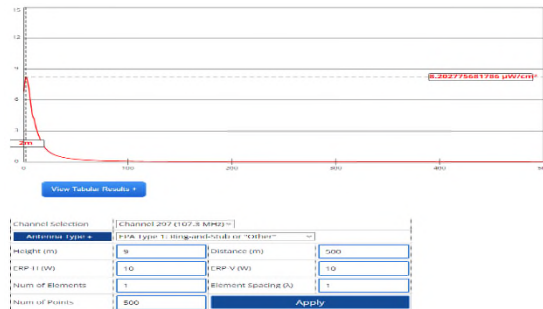 15
12
9
8.202775681786 µW/cm²
6
3
2m
0
100
200
300
400
View Tabular Results +
Channel Selection Channel 297 (107.3 MHz)
Antenna Type + EPA Type 1: Ring-and-Stub or "Other"
Height (m) 9 Distance (m) 500
ERP-H (W) 10 ERP-V (W) 10
Num of Elements 1 Element Spacing (λ) 1
Num of Points 500 Apply